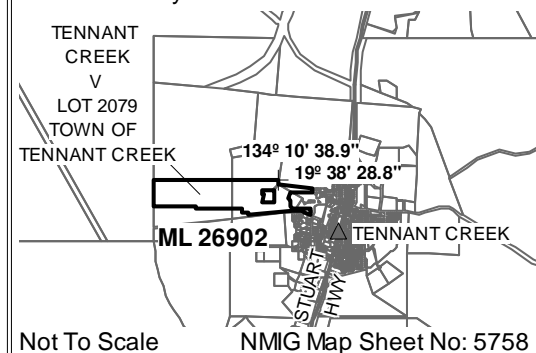 TENNANT
CREEK
V
LOT 2079
TOWN OF
TENNANT CREEK
134º 10' 38.9"
19º 38' 28.8"
ML 26902
TENNANT CREEK
STUART
HWY
Not To Scale NMIG Map Sheet No: 5758